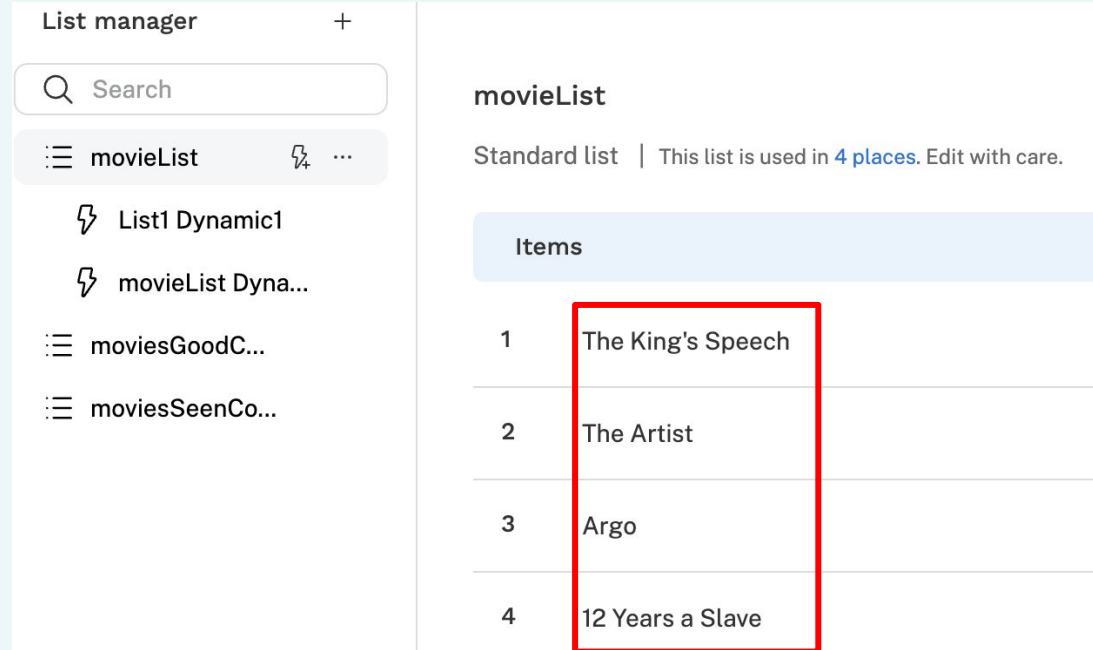 List manager
Search
movieList
List1 Dynamic1
movieList Dyna...
moviesGoodC...
moviesSeenCo...
movieList
Standard list | This list is used in 4 places. Edit with care.
Items
1 The King's Speech
2 The Artist
3 Argo
4 12 Years a Slave